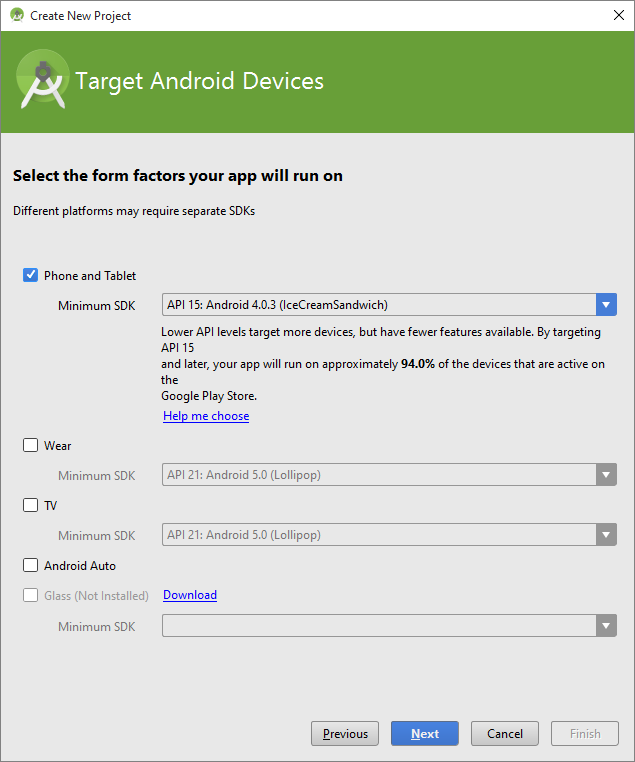 Create New Project
Target Android Devices
Select the form factors your app will run on
Different platforms may require separate SDKs
Phone and Tablet
Minimum SDK API 15: Android 4.0.3 (IceCreamSandwich)
Lower API levels target more devices, but have fewer features available. By targeting
API 15
and later, your app will run on approximately 94.0% of the devices that are active on
the
Google Play Store.
Help me choose
Wear
Minimum SDK API 21: Android 5.0 (Lollipop)
TV
Minimum SDK API 21: Android 5.0 (Lollipop)
Android Auto
Glass (Not Installed) Download
Minimum SDK
Previous Next Cancel Finish